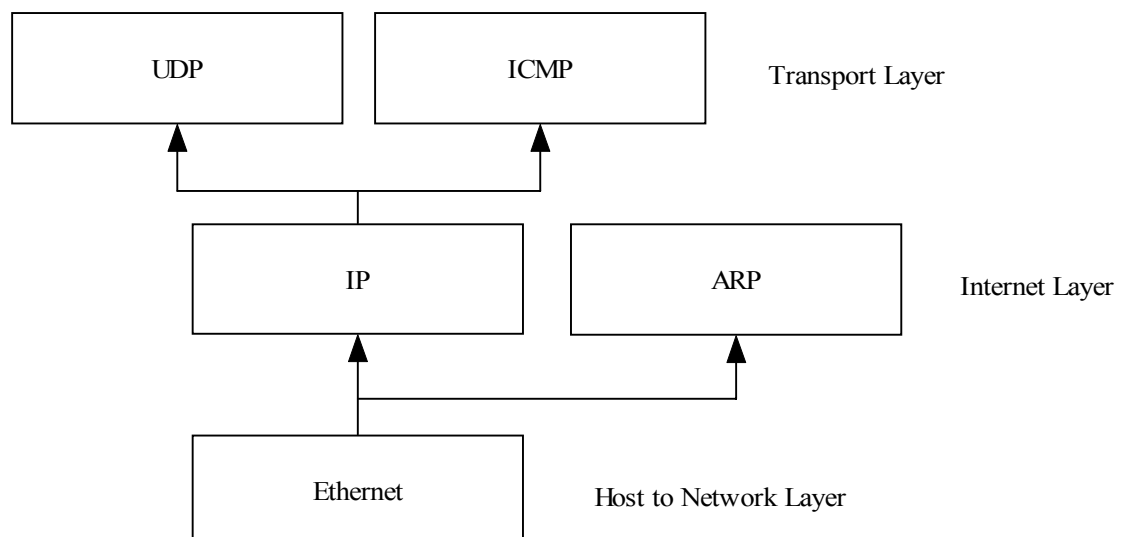 UDP
ICMP
Transport Layer
IP
ARP
Internet Layer
Ethernet
Host to Network Layer